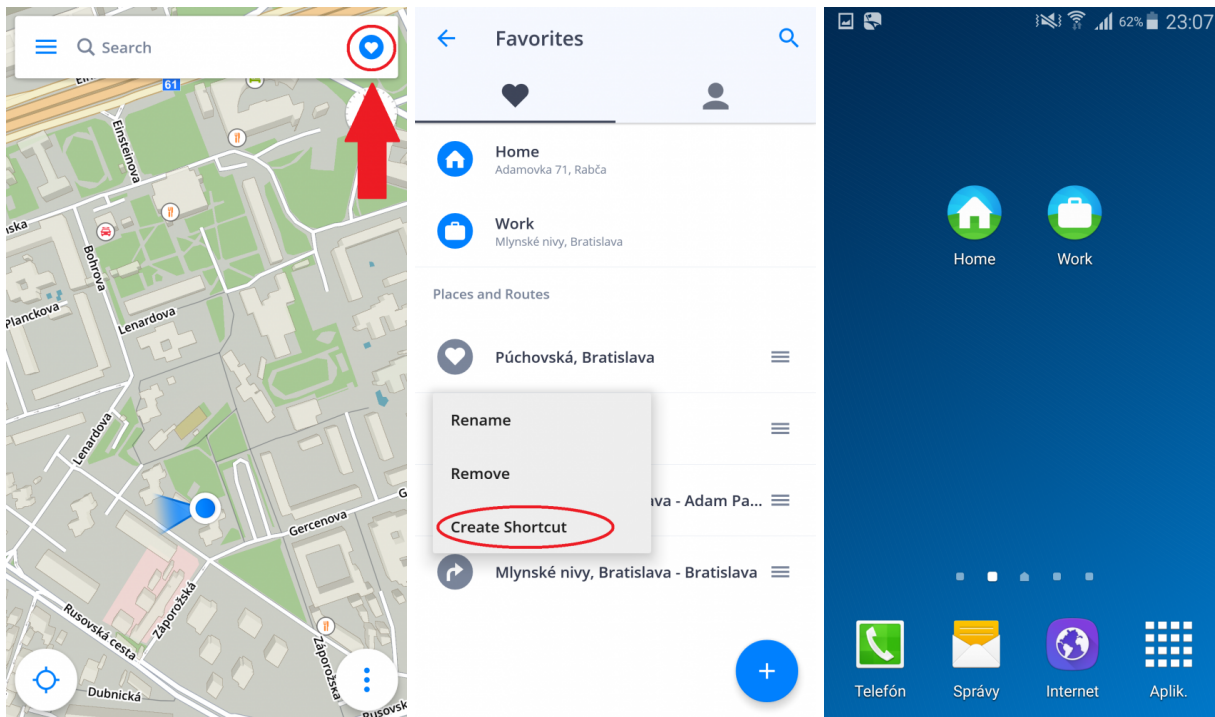 Search
61
Einsteinova
Bohrova
Planckova
Lenardova
Lenardova
Gercenova
Rusovská cesta
Záporožská
Záporožská
Dubnická
Favorites
Home
Adamovka 71, Rabča
Work
Mlynské nivy, Bratislava
Places and Routes
Púchovská, Bratislava
Rename
Remove
ava - Adam Pa...
Create Shortcut
Mlynské nivy, Bratislava - Bratislava
62% 23:07
Home
Work
Telefón
Správy
Internet
Aplik.